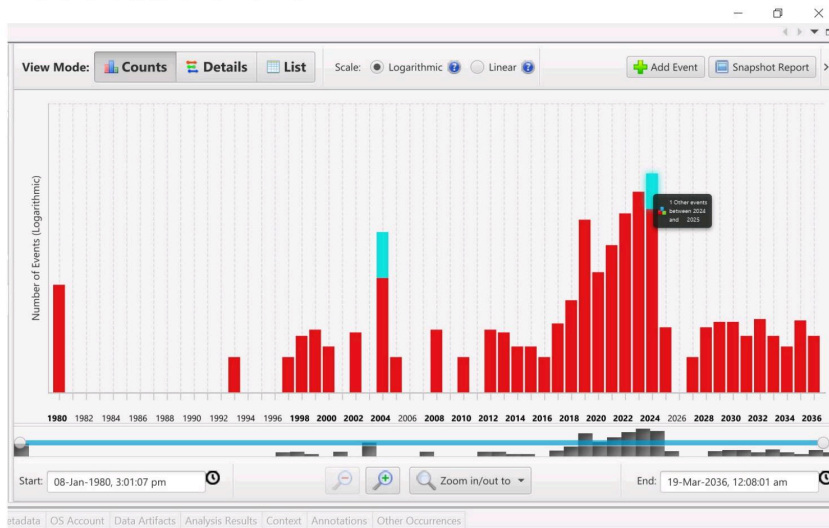 View Mode: Counts Details List Scale: Logarithmic Linear Add Event Snapshot Report
Number of Events (Logarithmic)
1 Other events
between 2024
and 2025
1980 1982 1984 1986 1988 1990 1992 1994 1996 1998 2000 2002 2004 2006 2008 2010 2012 2014 2016 2018 2020 2022 2024 2026 2028 2030 2032 2034 2036
Start: 08-Jan-1980, 3:01:07 pm Zoom in/out to End: 19-Mar-2036, 12:08:01 am
etadata OS Account Data Artifacts Analysis Results Context Annotations Other Occurrences